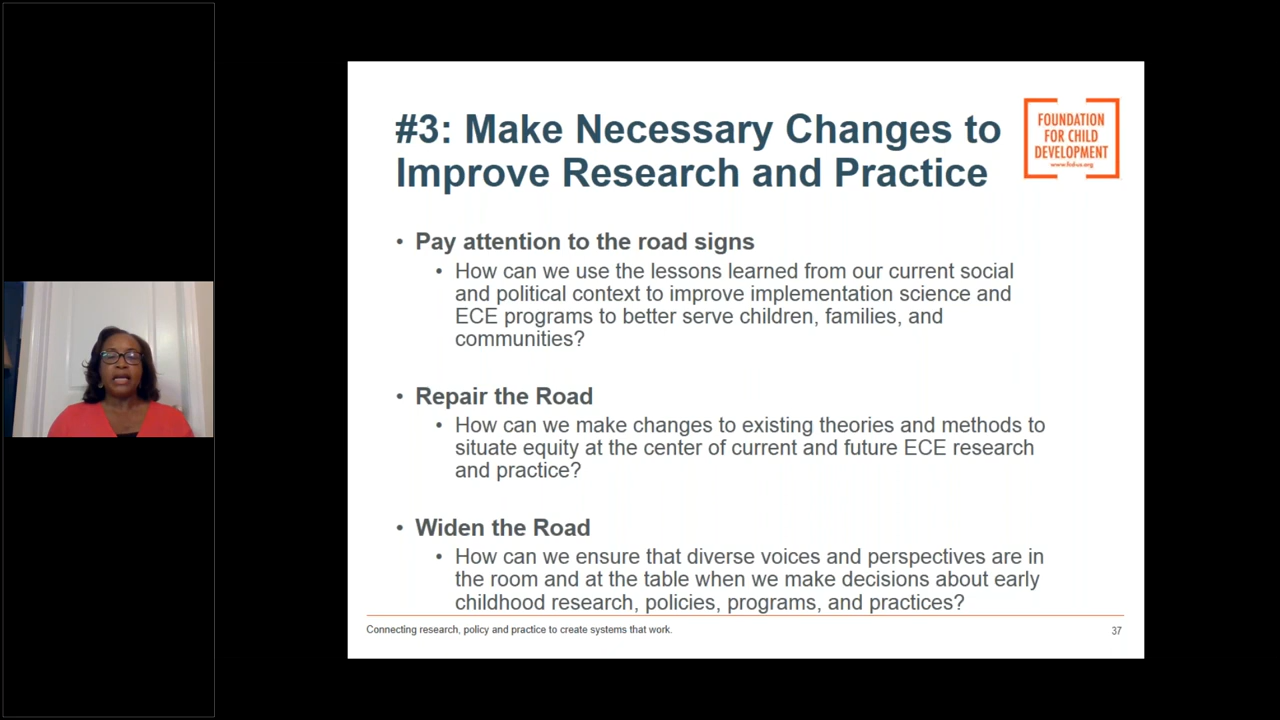 #3: Make Necessary Changes to
Improve Research and Practice
FOUNDATION
FOR CHILD
DEVELOPMENT
www.fcd-us.org
• Pay attention to the road signs
• How can we use the lessons learned from our current social
and political context to improve implementation science and
ECE programs to better serve children, families, and
communities?
• Repair the Road
• How can we make changes to existing theories and methods to
situate equity at the center of current and future ECE research
and practice?
• Widen the Road
• How can we ensure that diverse voices and perspectives are in
the room and at the table when we make decisions about early
childhood research, policies, programs, and practices?
Connecting research, policy and practice to create systems that work.
37